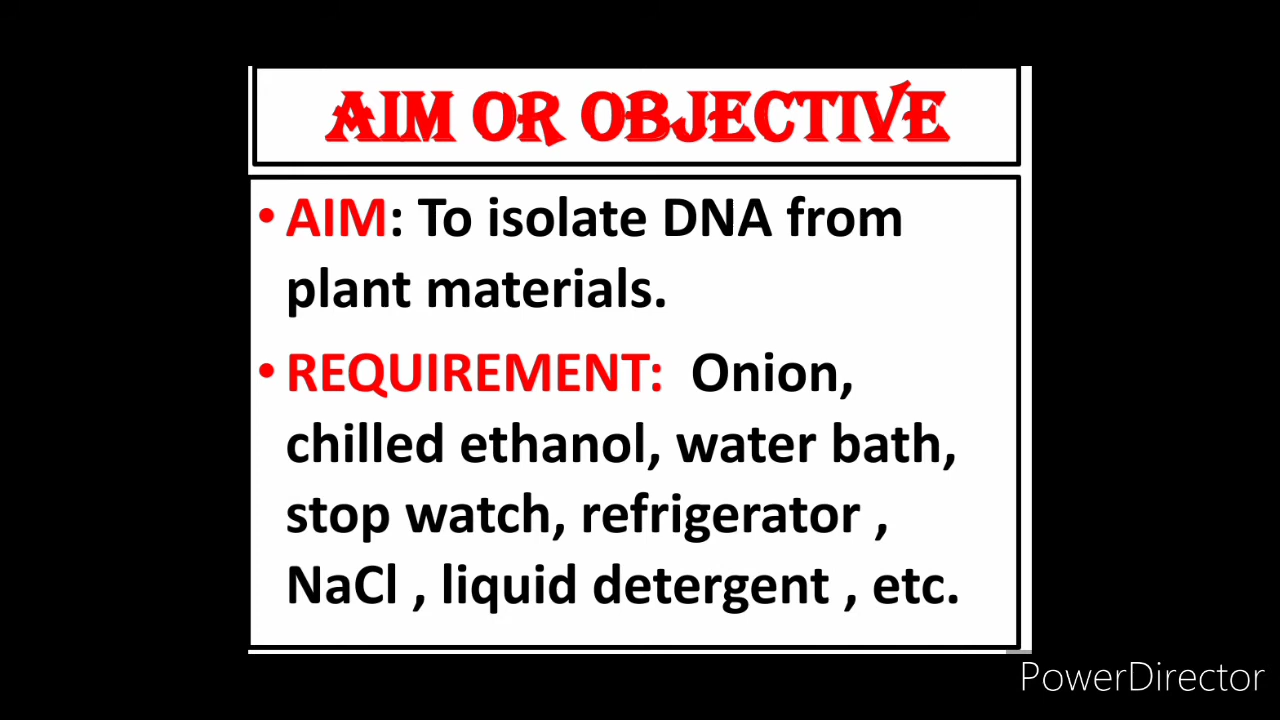 AIM OR OBJECTIVE
• AIM: To isolate DNA from
plant materials.
• REQUIREMENT: Onion,
chilled ethanol, water bath,
stop watch, refrigerator ,
NaCl , liquid detergent , etc.
PowerDirector